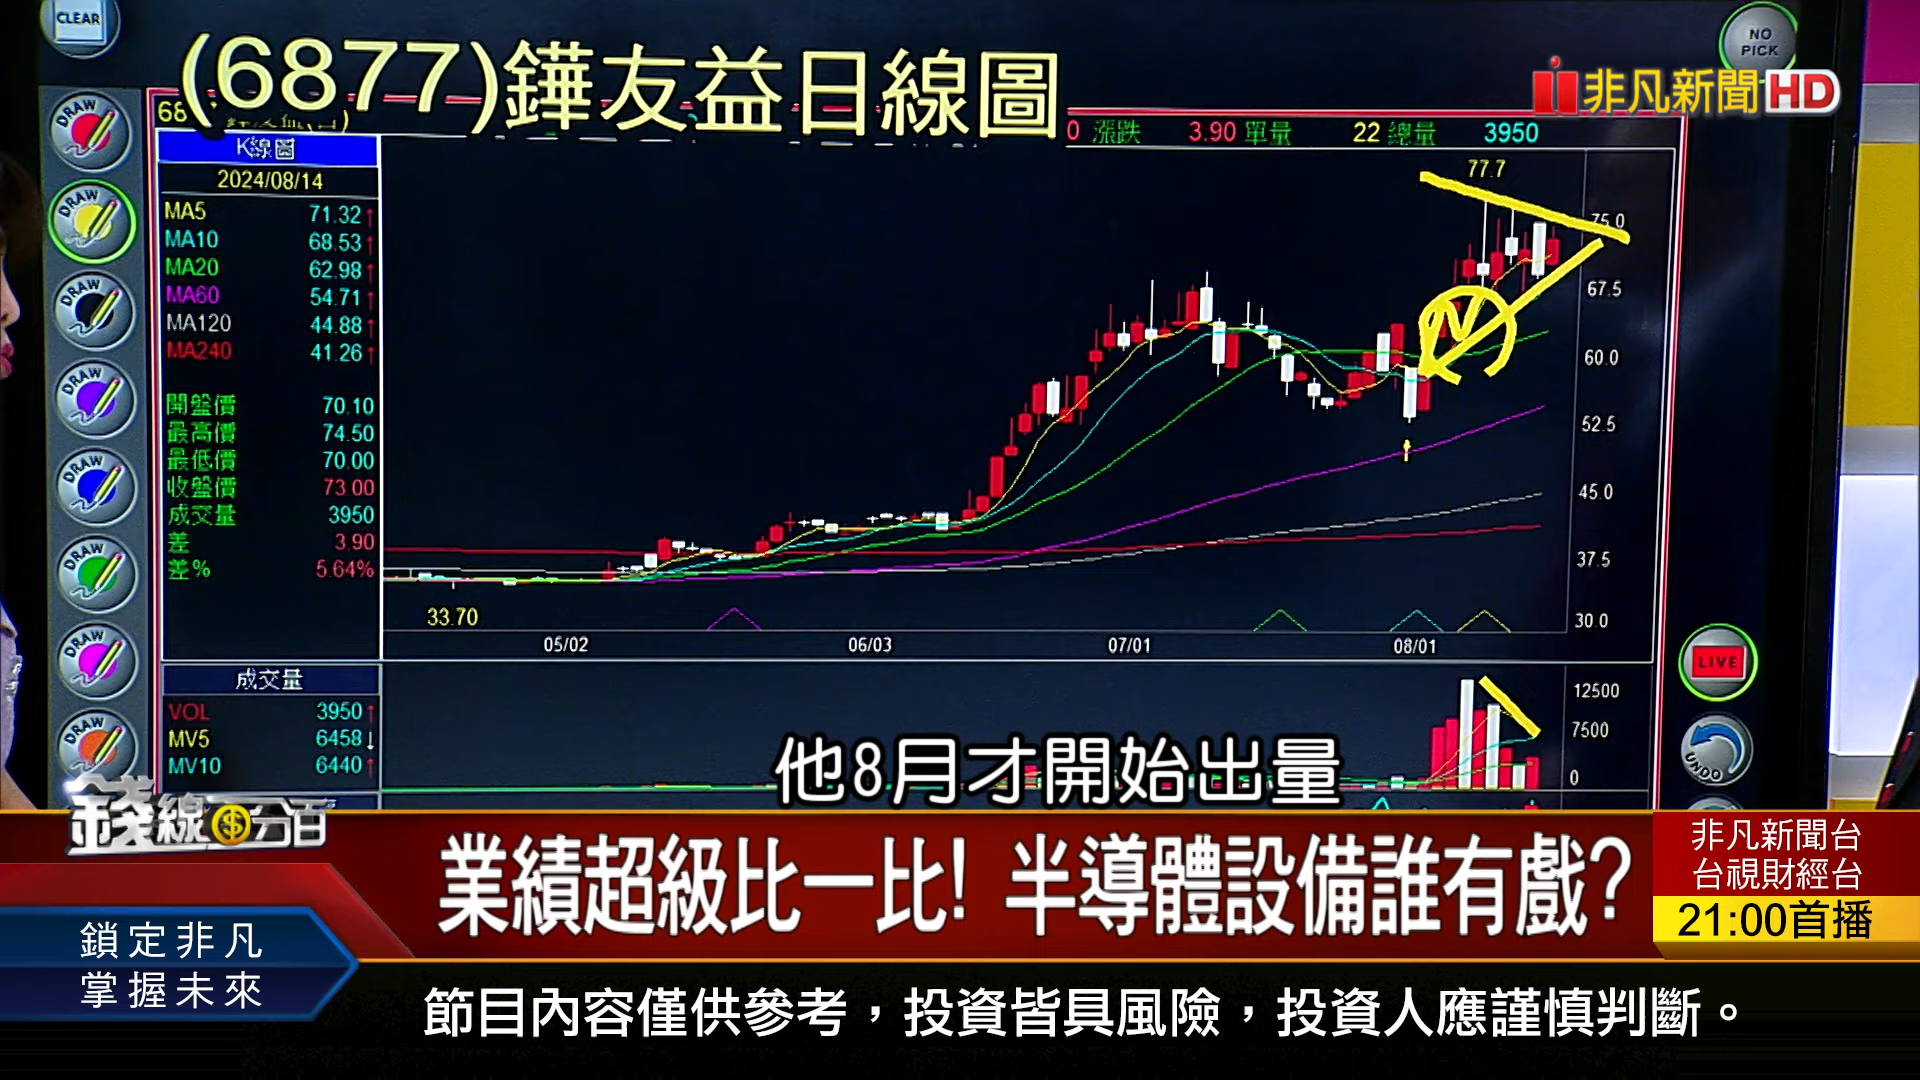 CLEAR
(6877)鏵友益日線圖
NO PICK
非凡新聞HD
漲跌 3.90 單量 22 總量 3950
K線圖
2024/08/14
MA5 71.32↑
MA10 68.53↑
MA20 62.98↑
MA60 54.71↑
MA120 44.88↑
MA240 41.26↑
開盤價 70.10
最高價 74.50
最低價 70.00
收盤價 73.00
成交量 3950
差 3.90
差% 5.64%
77.7
75.0
67.5
60.0
52.5
45.0
37.5
30.0
33.70
05/02 06/03 07/01 08/01
成交量
VOL 3950↑
MV5 6458↓
MV10 6440↑
12500
7500
0
DRAW
DRAW
DRAW
DRAW
DRAW
DRAW
DRAW
DRAW
LIVE
UNDO
他8月才開始出量
錢線百分百
業績超級比一比! 半導體設備誰有戲?
非凡新聞台
台視財經台
21:00首播
鎖定非凡
掌握未來
節目內容僅供參考，投資皆具風險，投資人應謹慎判斷。